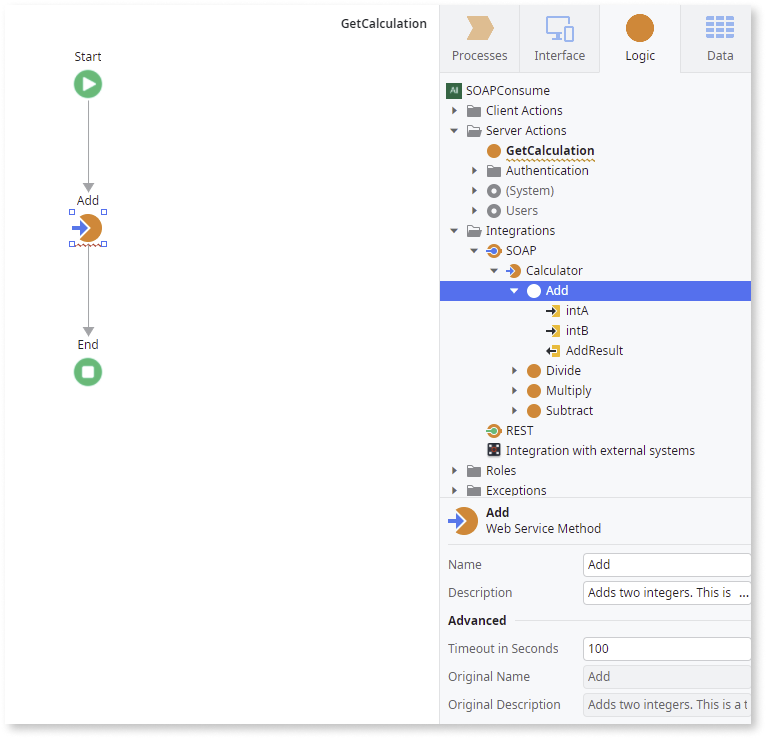 GetCalculation
Start
Add
End
Processes
Interface
Logic
Data
AI SOAPConsume
Client Actions
Server Actions
GetCalculation
Authentication
(System)
Users
Integrations
SOAP
Calculator
Add
intA
intB
AddResult
Divide
Multiply
Subtract
REST
Integration with external systems
Roles
Exceptions
Add
Web Service Method
Name Add
Description Adds two integers. This is ...
Advanced
Timeout in Seconds 100
Original Name Add
Original Description Adds two integers. This is a t